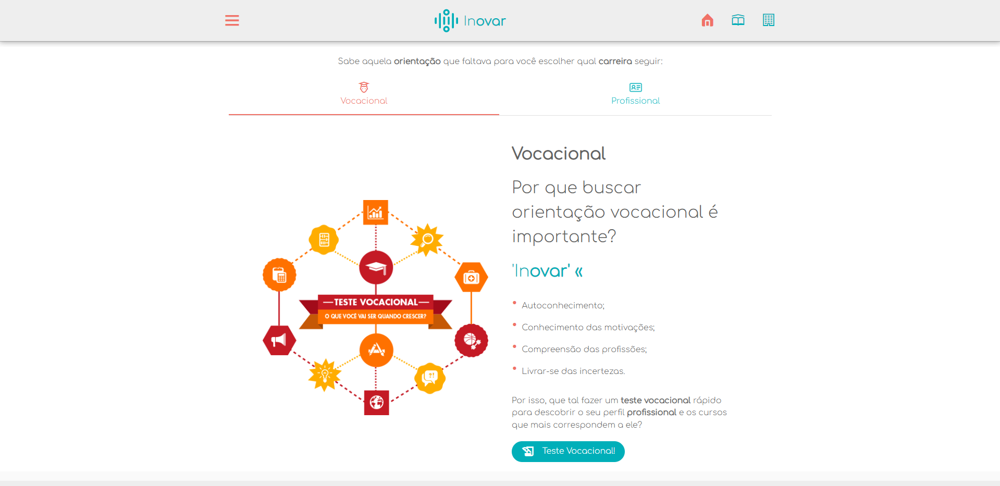 Inovar
Sabe aquela orientação que faltava para você escolher qual carreira seguir:
Vocacional
Profissional
TESTE VOCACIONAL
O QUE VOCÊ VAI SER QUANDO CRESCER?
Vocacional
Por que buscar
orientação vocacional é
importante?
'Inovar' «
• Autoconhecimento;
• Conhecimento das motivações;
• Compreensão das profissões;
• Livrar-se das incertezas.
Por isso, que tal fazer um teste vocacional rápido
para descobrir o seu perfil profissional e os cursos
que mais correspondem a ele?
Teste Vocacional!